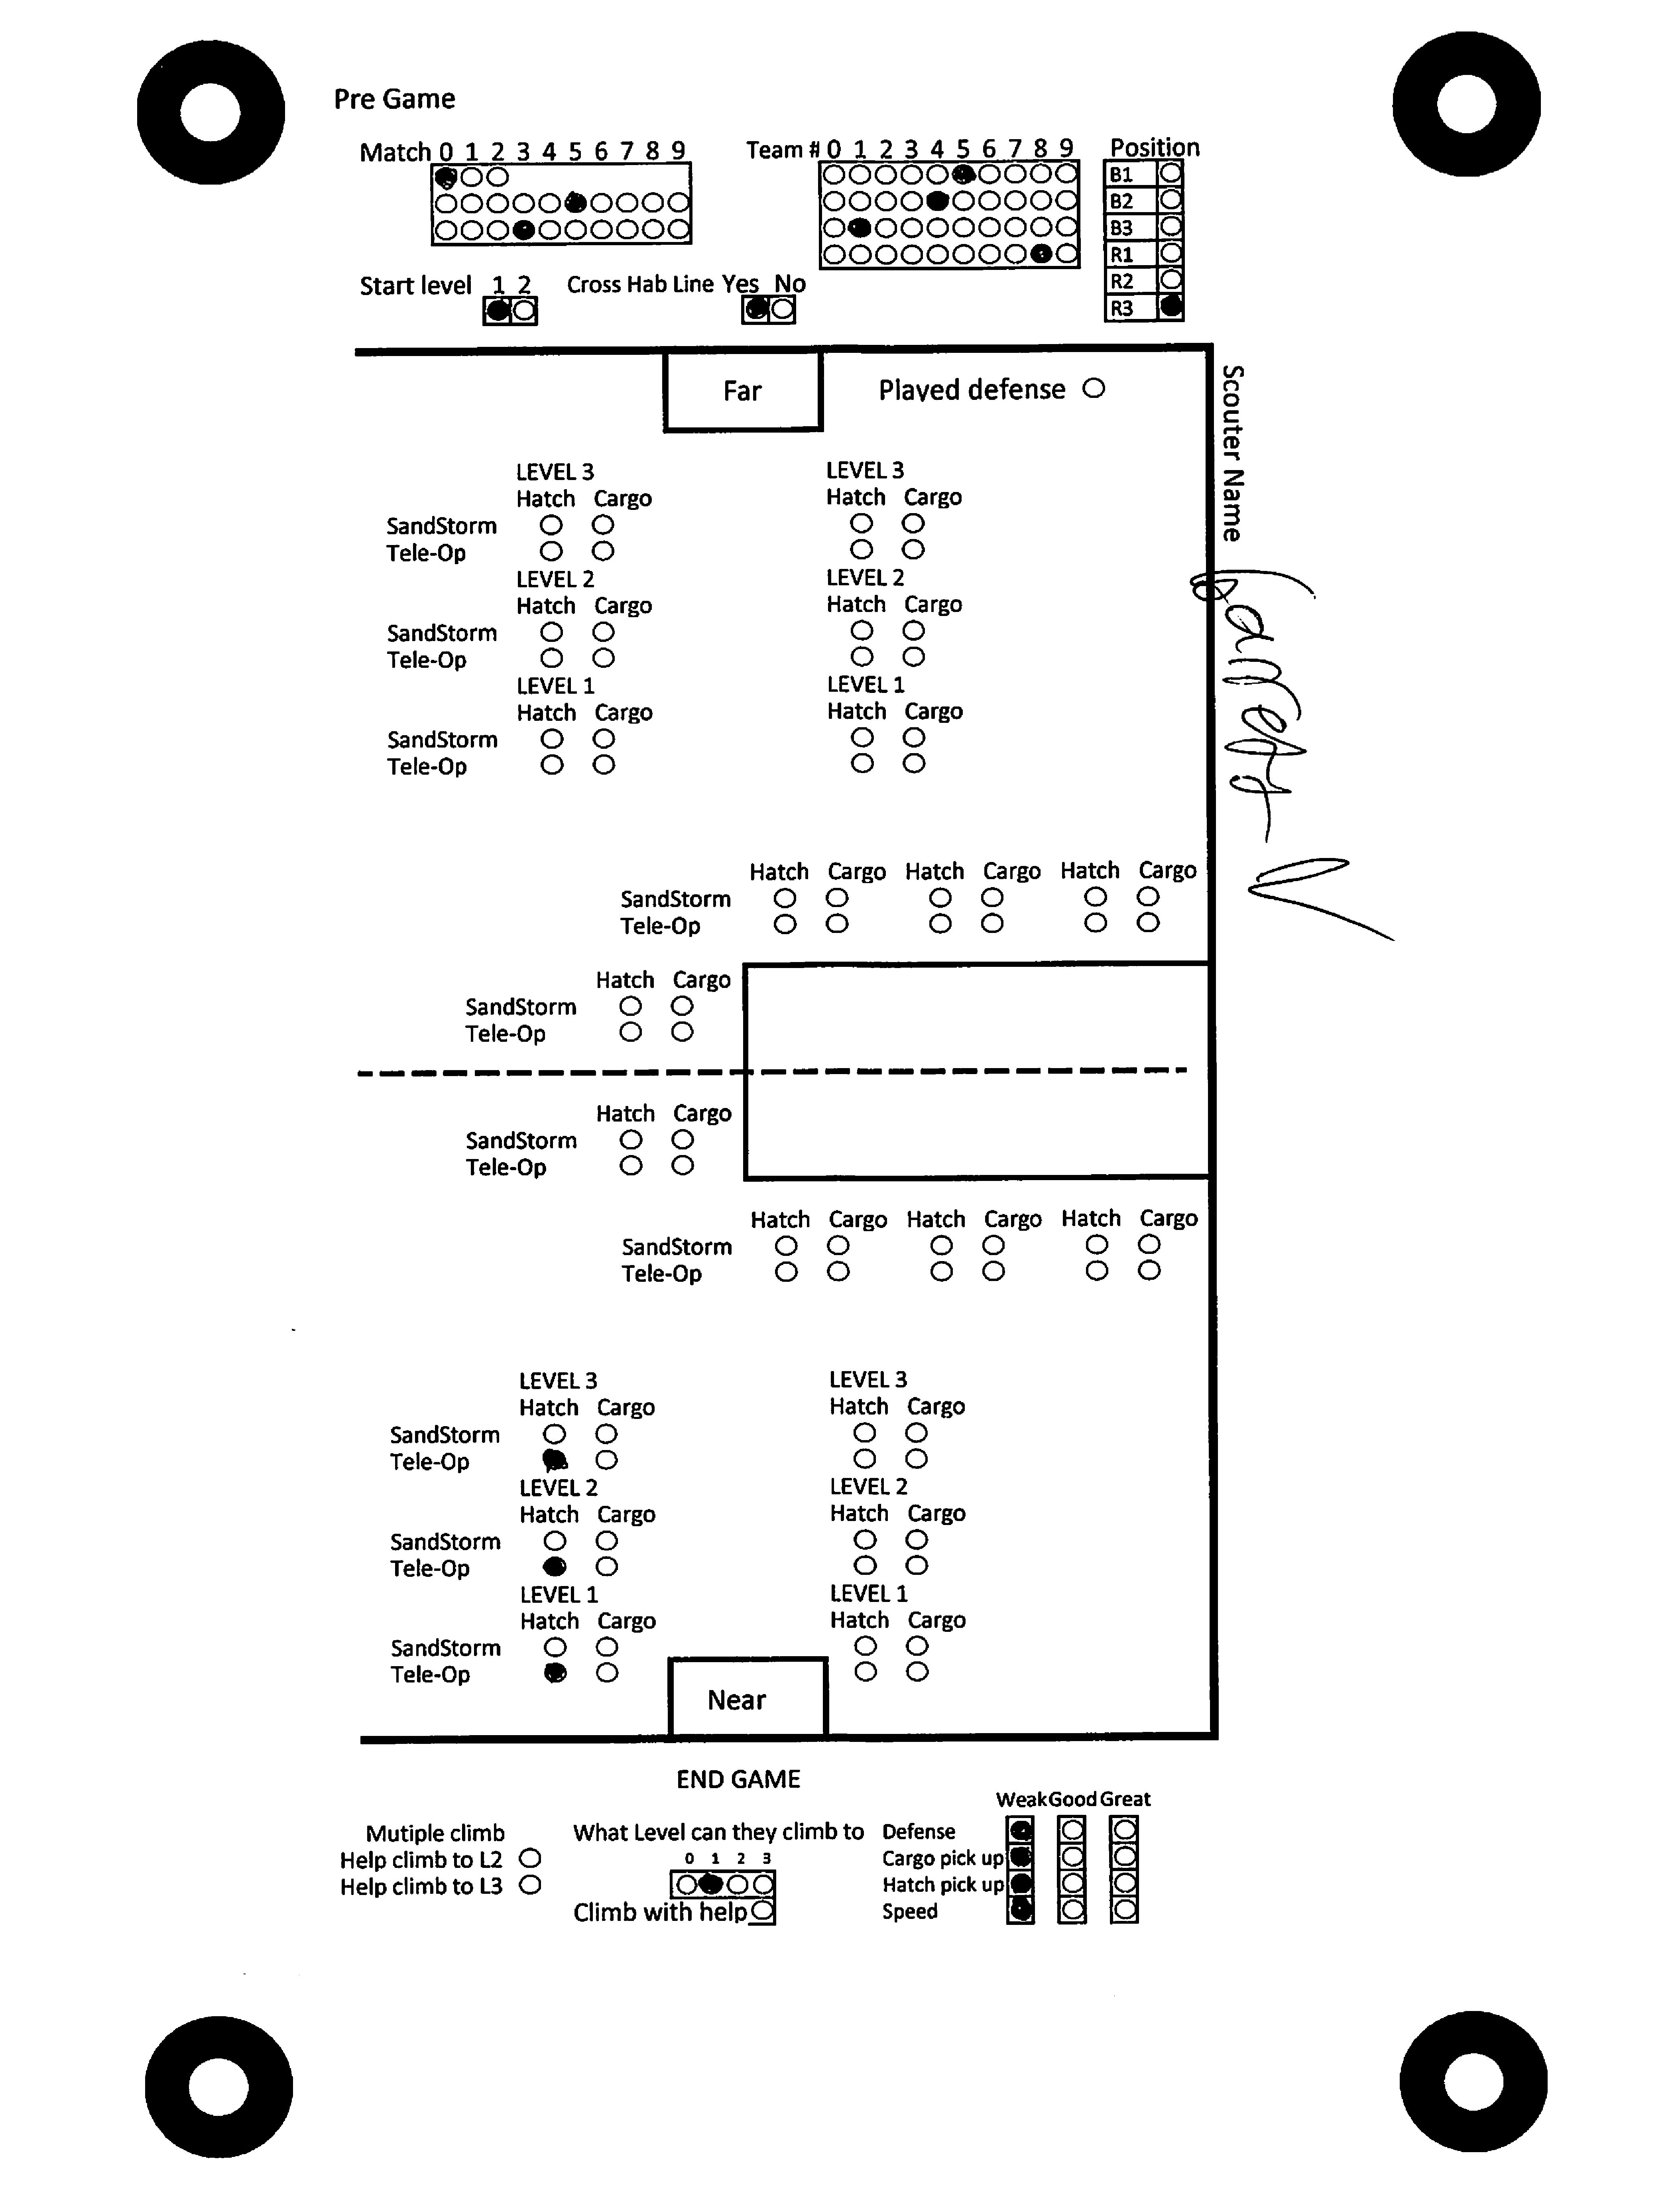 Pre Game
Match 0 1 2 3 4 5 6 7 8 9
Team # 0 1 2 3 4 5 6 7 8 9
Position
B1
B2
B3
R1
R2
R3
Start level 1 2
Cross Hab Line Yes No
Far
Played defense
Scouter Name
Garrett V
LEVEL 3 LEVEL 3
Hatch Cargo Hatch Cargo
SandStorm
Tele-Op
LEVEL 2 LEVEL 2
Hatch Cargo Hatch Cargo
SandStorm
Tele-Op
LEVEL 1 LEVEL 1
Hatch Cargo Hatch Cargo
SandStorm
Tele-Op
Hatch Cargo Hatch Cargo Hatch Cargo
SandStorm
Tele-Op
Hatch Cargo
SandStorm
Tele-Op
Hatch Cargo
SandStorm
Tele-Op
Hatch Cargo Hatch Cargo Hatch Cargo
SandStorm
Tele-Op
LEVEL 3 LEVEL 3
Hatch Cargo Hatch Cargo
SandStorm
Tele-Op
LEVEL 2 LEVEL 2
Hatch Cargo Hatch Cargo
SandStorm
Tele-Op
LEVEL 1 LEVEL 1
Hatch Cargo Hatch Cargo
SandStorm
Tele-Op
Near
END GAME
Mutiple climb
Help climb to L2
Help climb to L3
What Level can they climb to
0 1 2 3
Climb with help
Weak Good Great
Defense
Cargo pick up
Hatch pick up
Speed